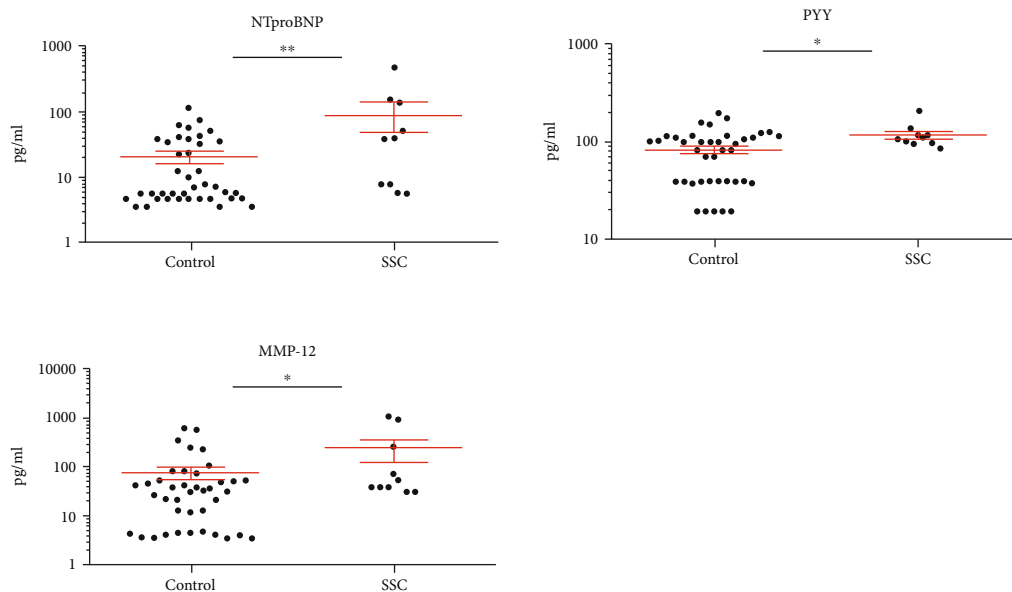 NTproBNP
**
1000
100
10
1
pg/ml
Control
SSC
PYY
*
1000
100
10
pg/ml
Control
SSC
MMP-12
*
10000
1000
100
10
1
pg/ml
Control
SSC